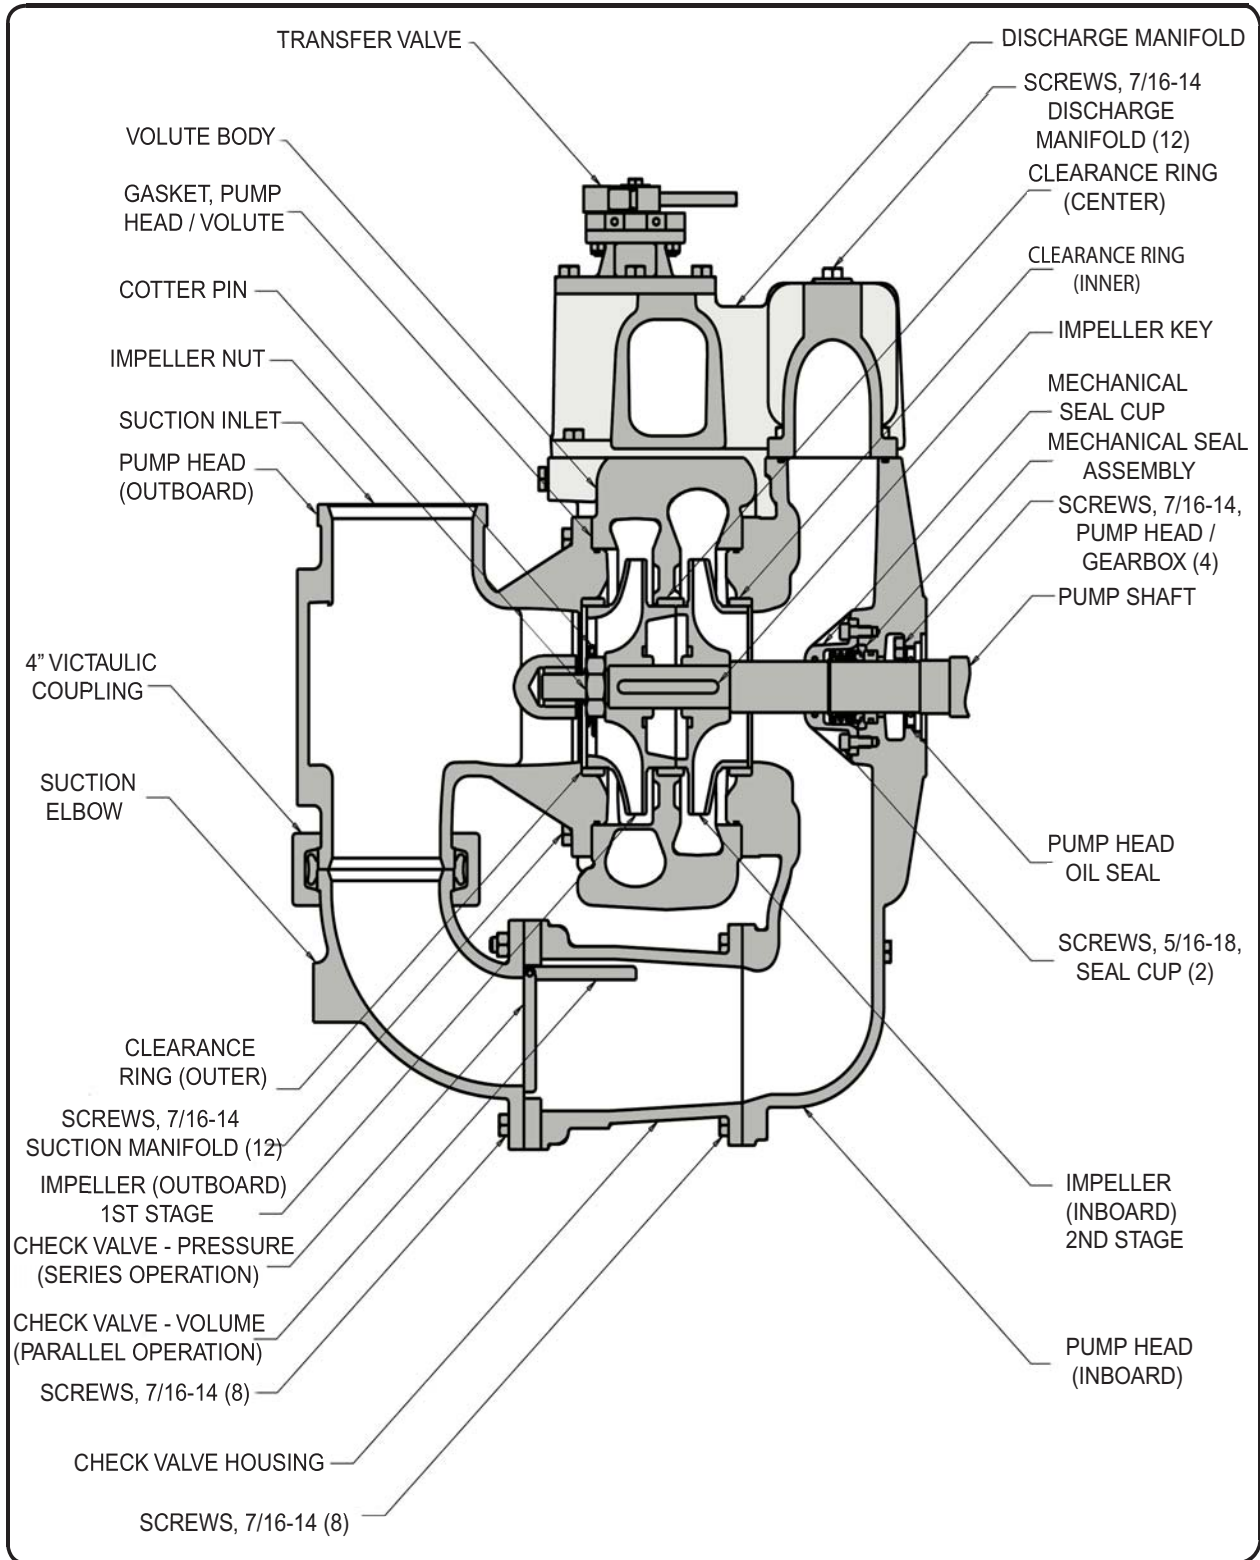 TRANSFER VALVE
VOLUTE BODY
GASKET, PUMP
HEAD / VOLUTE
COTTER PIN
IMPELLER NUT
SUCTION INLET
PUMP HEAD
(OUTBOARD)
4” VICTAULIC
COUPLING
SUCTION
ELBOW
CLEARANCE
RING (OUTER)
SCREWS, 7/16-14
SUCTION MANIFOLD (12)
IMPELLER (OUTBOARD)
1ST STAGE
CHECK VALVE - PRESSURE
(SERIES OPERATION)
CHECK VALVE - VOLUME
(PARALLEL OPERATION)
SCREWS, 7/16-14 (8)
CHECK VALVE HOUSING
SCREWS, 7/16-14 (8)
DISCHARGE MANIFOLD
SCREWS, 7/16-14
DISCHARGE
MANIFOLD (12)
CLEARANCE RING
(CENTER)
CLEARANCE RING
(INNER)
IMPELLER KEY
MECHANICAL
SEAL CUP
MECHANICAL SEAL
ASSEMBLY
SCREWS, 7/16-14,
PUMP HEAD /
GEARBOX (4)
PUMP SHAFT
PUMP HEAD
OIL SEAL
SCREWS, 5/16-18,
SEAL CUP (2)
IMPELLER
(INBOARD)
2ND STAGE
PUMP HEAD
(INBOARD)